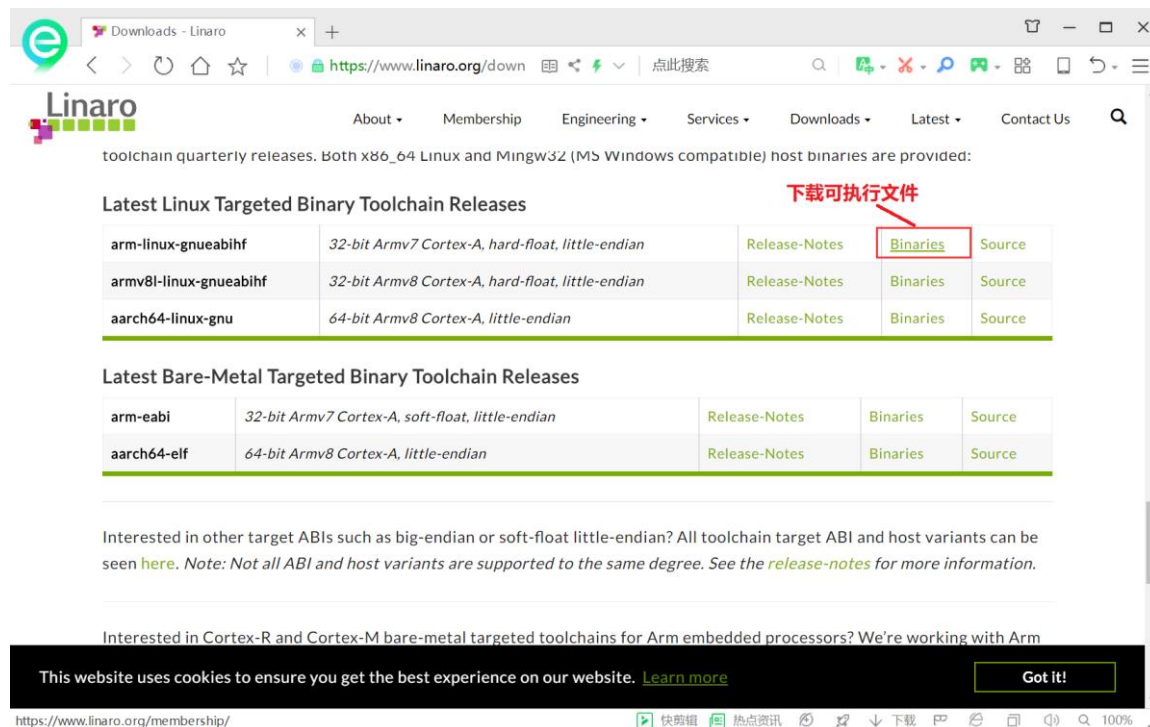 Downloads - Linaro
https://www.linaro.org/down
点此搜索
Linaro
About Membership Engineering Services Downloads Latest Contact Us
toolchain quarterly releases. Both x86_64 Linux and Mingw32 (MS Windows compatible) host binaries are provided:
下载可执行文件
Latest Linux Targeted Binary Toolchain Releases
arm-linux-gnueabihf 32-bit Armv7 Cortex-A, hard-float, little-endian Release-Notes Binaries Source
armv8l-linux-gnueabihf 32-bit Armv8 Cortex-A, hard-float, little-endian Release-Notes Binaries Source
aarch64-linux-gnu 64-bit Armv8 Cortex-A, little-endian Release-Notes Binaries Source
Latest Bare-Metal Targeted Binary Toolchain Releases
arm-eabi 32-bit Armv7 Cortex-A, soft-float, little-endian Release-Notes Binaries Source
aarch64-elf 64-bit Armv8 Cortex-A, little-endian Release-Notes Binaries Source
Interested in other target ABIs such as big-endian or soft-float little-endian? All toolchain target ABI and host variants can be
seen here. Note: Not all ABI and host variants are supported to the same degree. See the release-notes for more information.
Interested in Cortex-R and Cortex-M bare-metal targeted toolchains for Arm embedded processors? We're working with Arm
This website uses cookies to ensure you get the best experience on our website. Learn more Got it!
https://www.linaro.org/membership/ 快剪辑 热点资讯 下载 100%